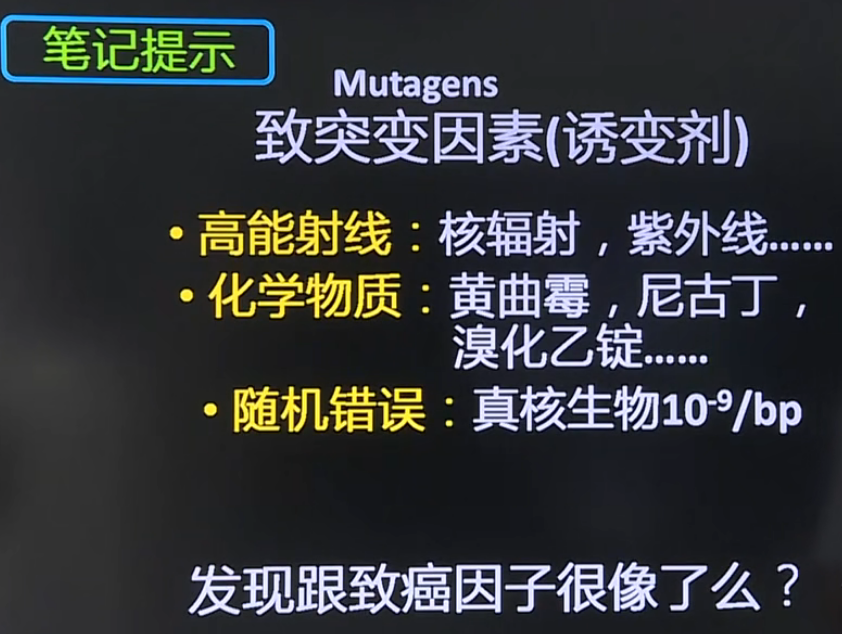 笔记提示
Mutagens
致突变因素(诱变剂)
• 高能射线：核辐射，紫外线......
• 化学物质：黄曲霉，尼古丁，
溴化乙锭......
• 随机错误：真核生物10⁻⁹/bp
发现跟致癌因子很像了么？